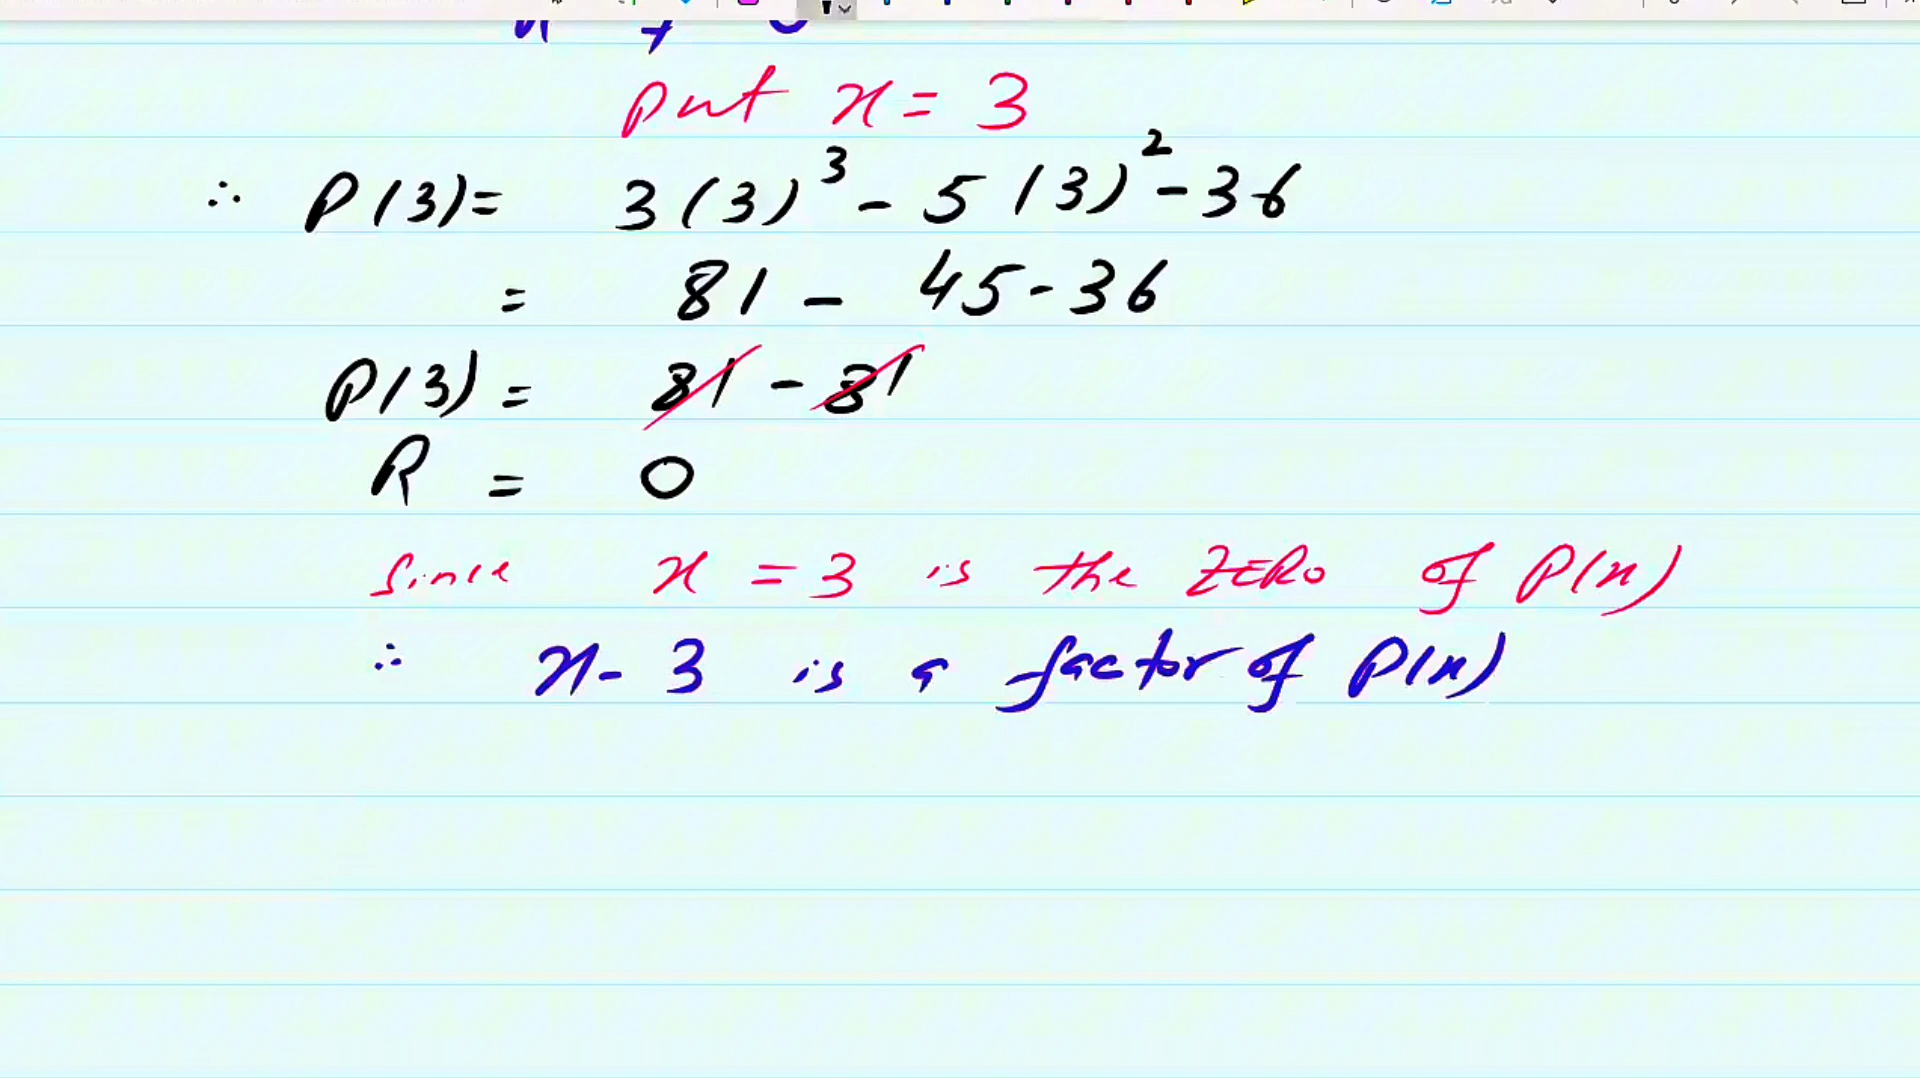 put x = 3
∴ P(3) = 3(3)³ - 5(3)² - 36
= 81 - 45 - 36
P(3) = 81 - 81
R = 0
Since x = 3 is the ZERO of P(x)
∴ x - 3 is a factor of P(x)